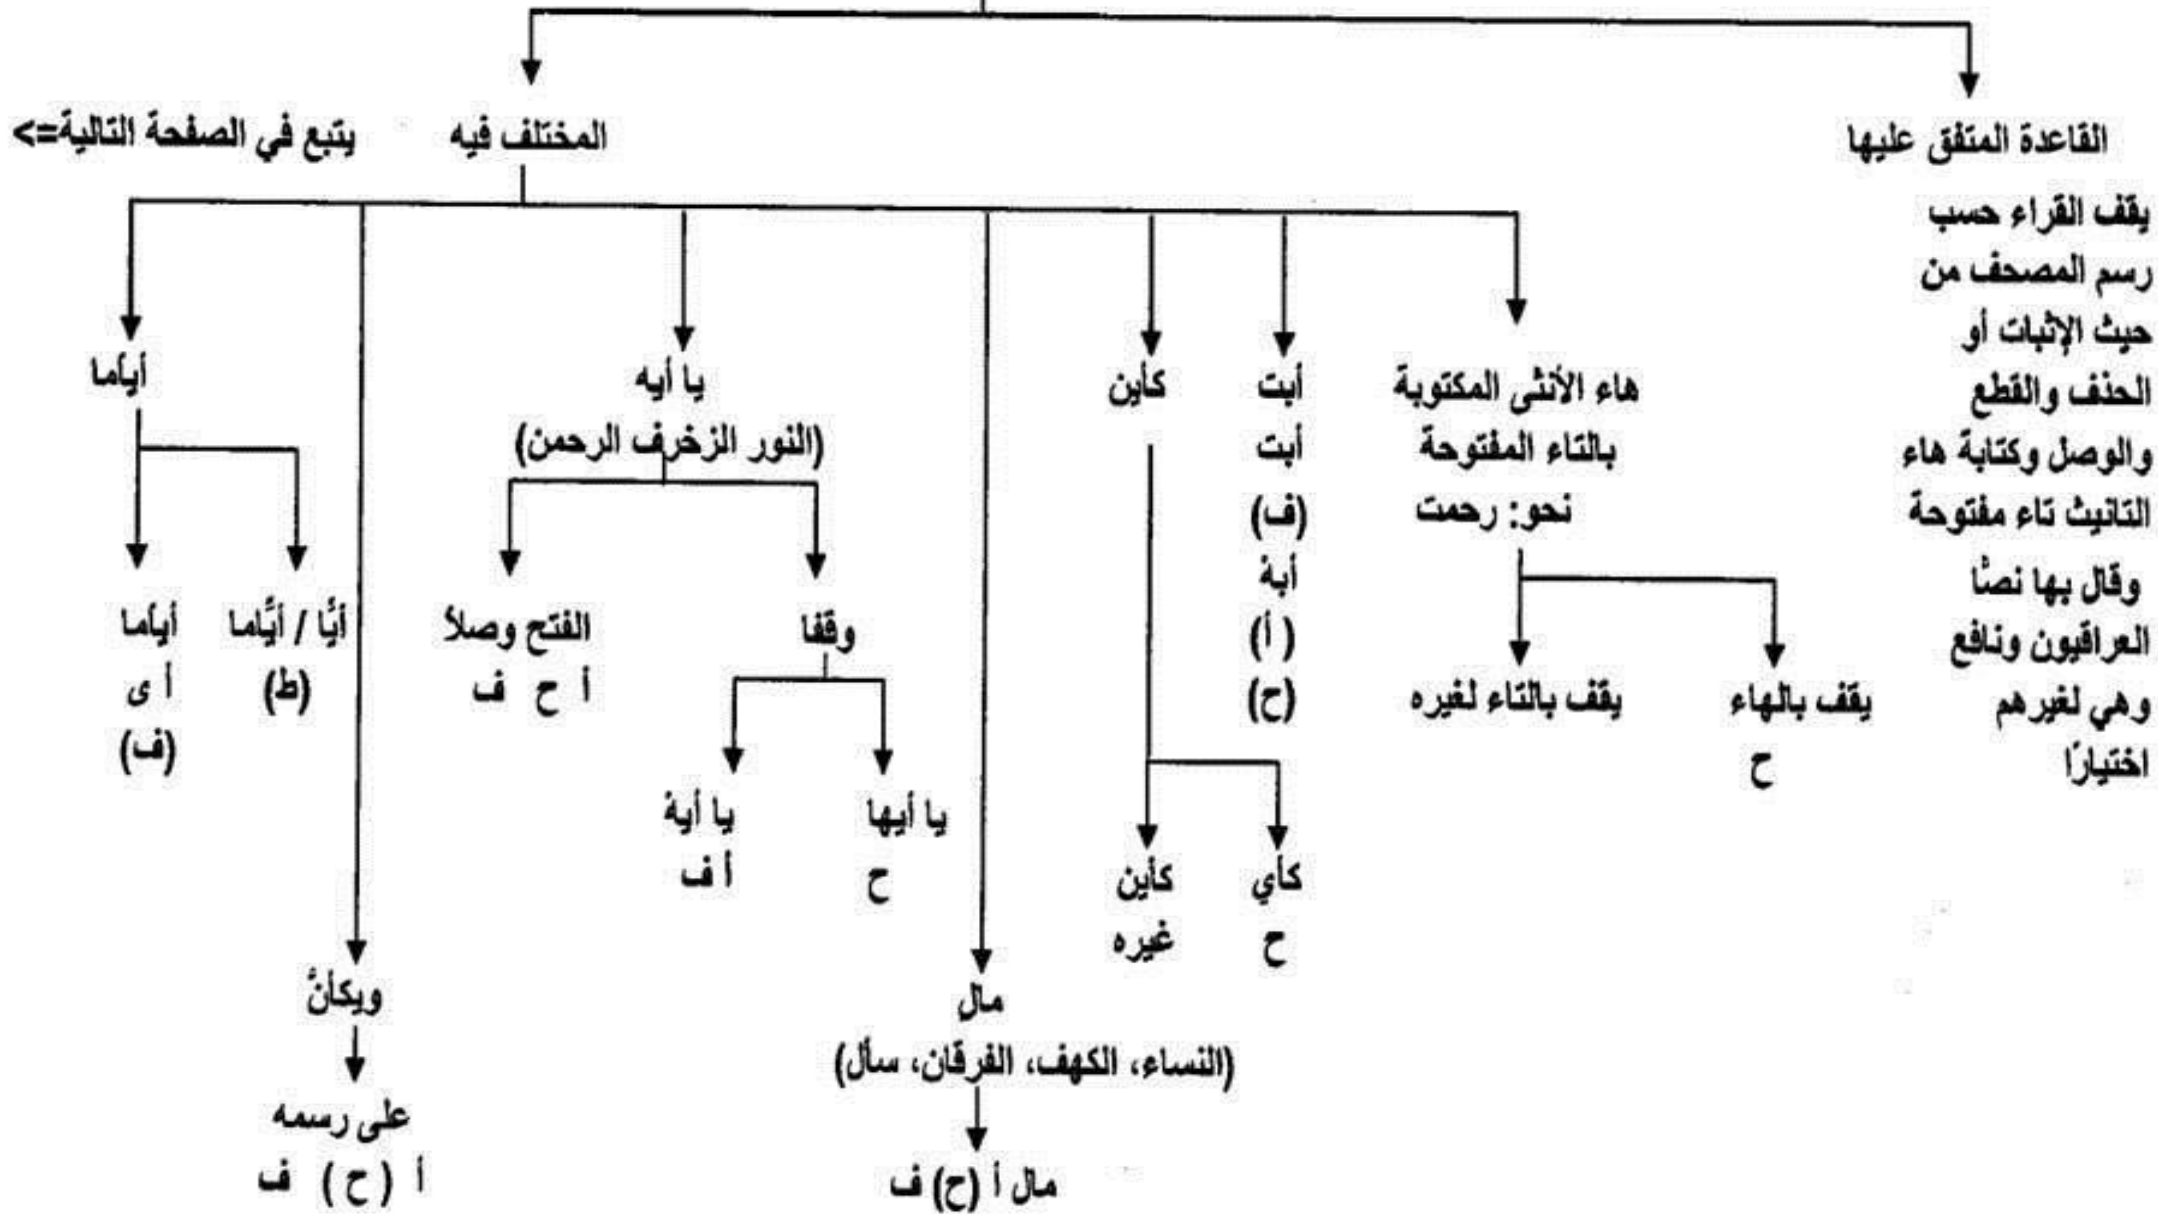 القاعدة المتفق عليها
يقف القراء حسب
رسم المصحف من
حيث الإثبات أو
الحذف والقطع
والوصل وكتابة هاء
التانيث تاء مفتوحة
وقال بها نصًا
العراقيون ونافع
وهي لغيرهم
اختيارًا
المختلف فيه
يتبع في الصفحة التالية=>
هاء الأنثى المكتوبة
بالتاء المفتوحة
نحو: رحمت
يقف بالهاء
ح
يقف بالتاء لغيره
أبت
أبت
(ف)
أبة
(أ)
(ح)
كأين
كأي
ح
كأين
غيره
مالِ
(النساء، الكهف، الفرقان، سأل)
مال أ (ح) ف
يا أيه
(النور الزخرف الرحمن)
وقفا
يا أيها
ح
يا أية
أ ف
الفتح وصلاً
أ ح ف
ويكأنَّ
على رسمه
أ (ح) ف
أياما
أيًّا / أيًّاما
(ط)
أياما
أ ى
(ف)